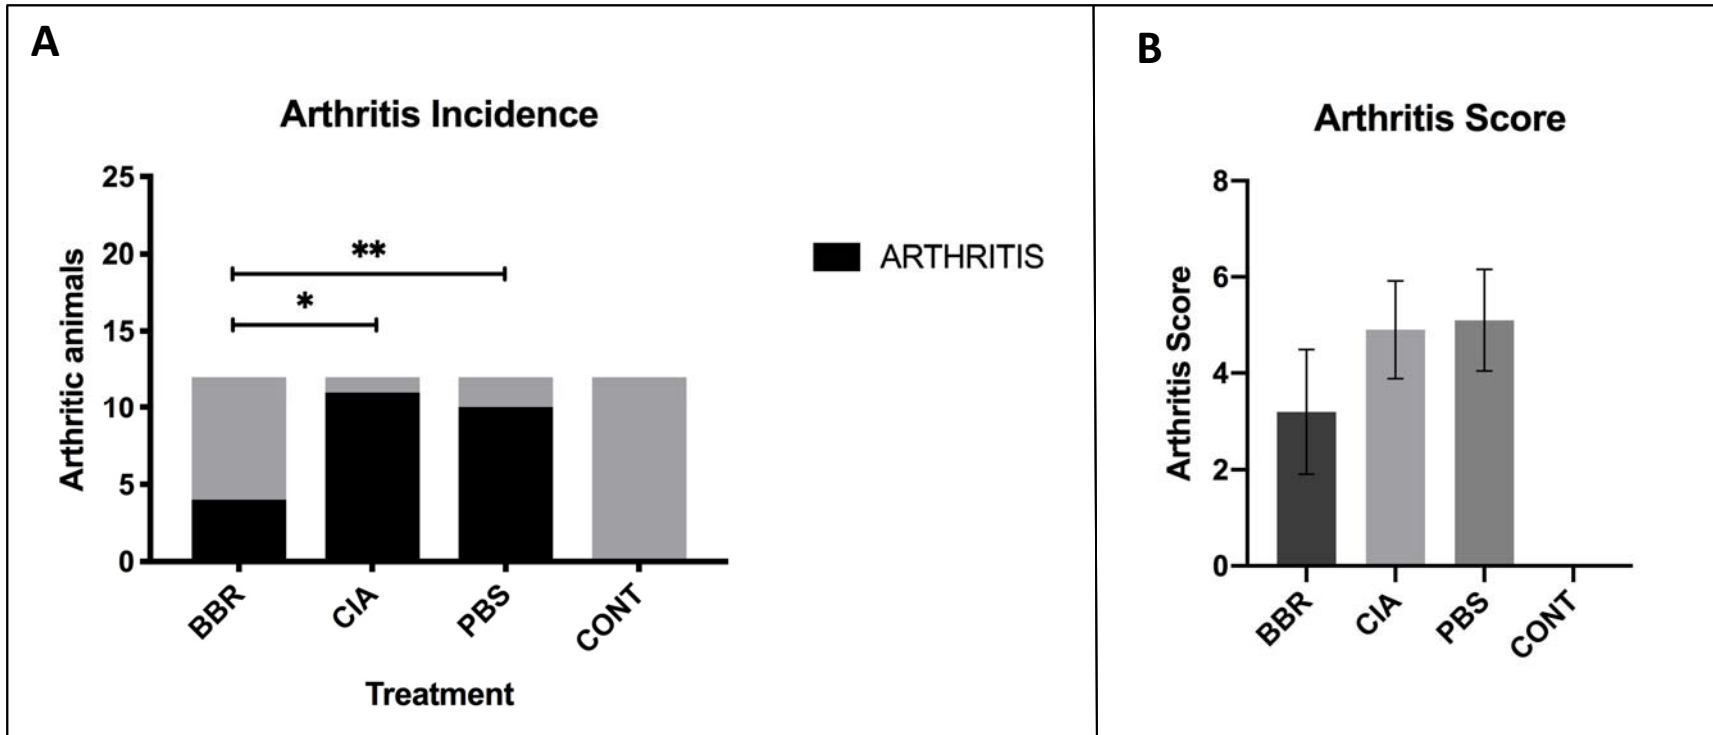 A
Arthritis Incidence
25
20
15
10
5
0
Arthritic animals
**
*
BBR
CIA
PBS
CONT
Treatment
ARTHRITIS
B
Arthritis Score
8
6
4
2
0
Arthritis Score
BBR
CIA
PBS
CONT